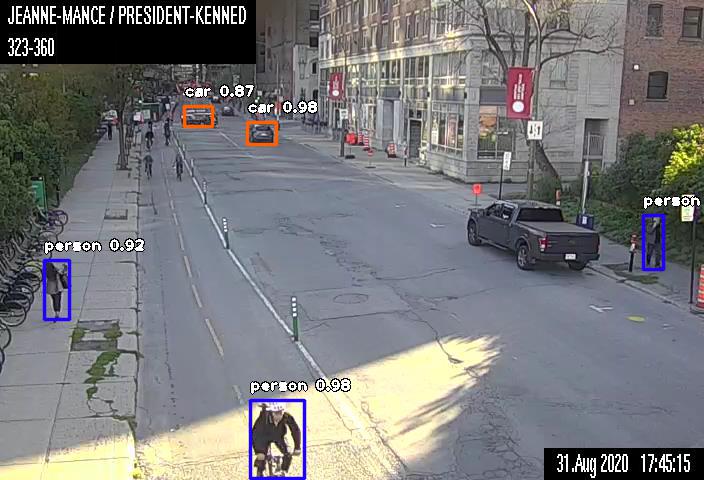 JEANNE-MANCE / PRESIDENT-KENNED
323-360
car 0.87
car 0.98
person
person 0.92
person 0.98
31.Aug 2020 17:45:15